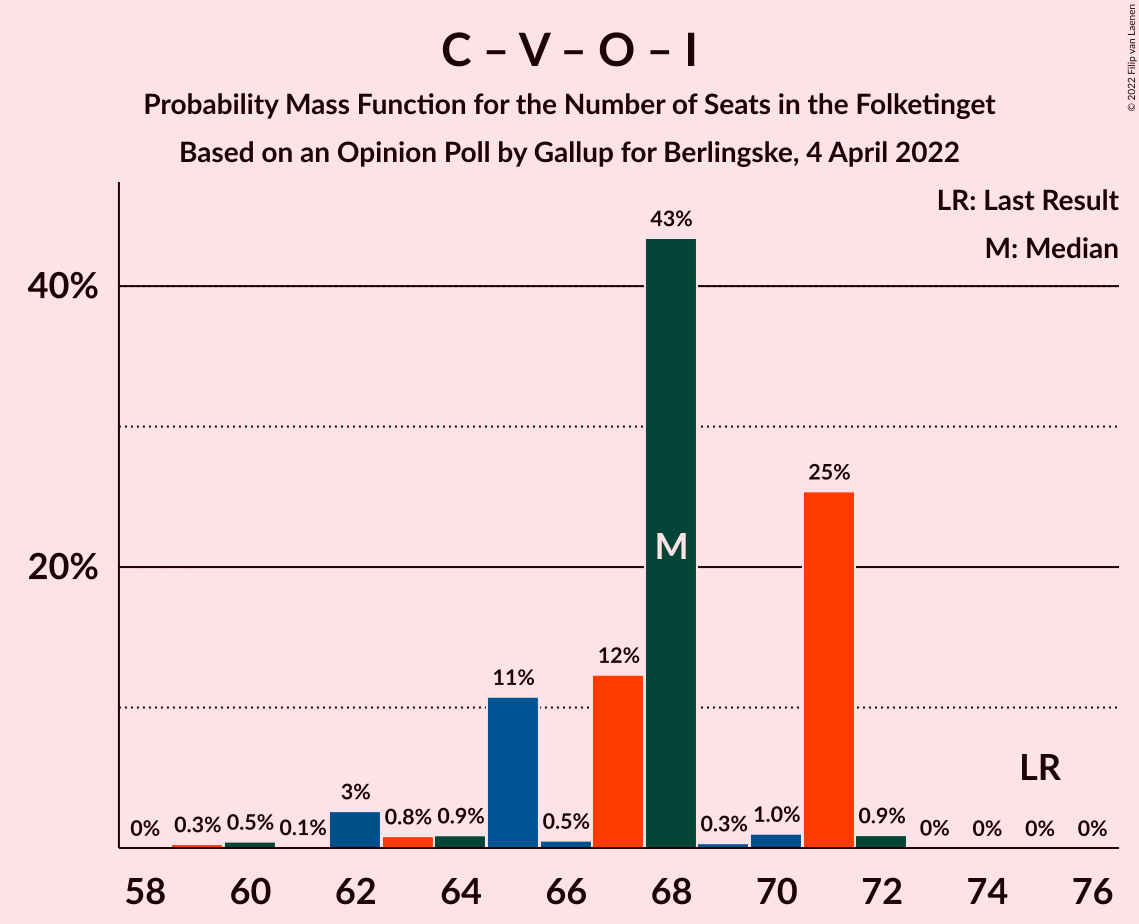 C – V – O – I
Probability Mass Function for the Number of Seats in the Folketinget
Based on an Opinion Poll by Gallup for Berlingske, 4 April 2022
© 2022 Filip van Laenen
LR: Last Result
M: Median
43%
40%
25%
M
20%
12%
11%
LR
3%
0% 0.3% 0.5% 0.1% 0.8% 0.9% 0.5% 0.3% 1.0% 0.9% 0% 0% 0% 0%
58 60 62 64 66 68 70 72 74 76